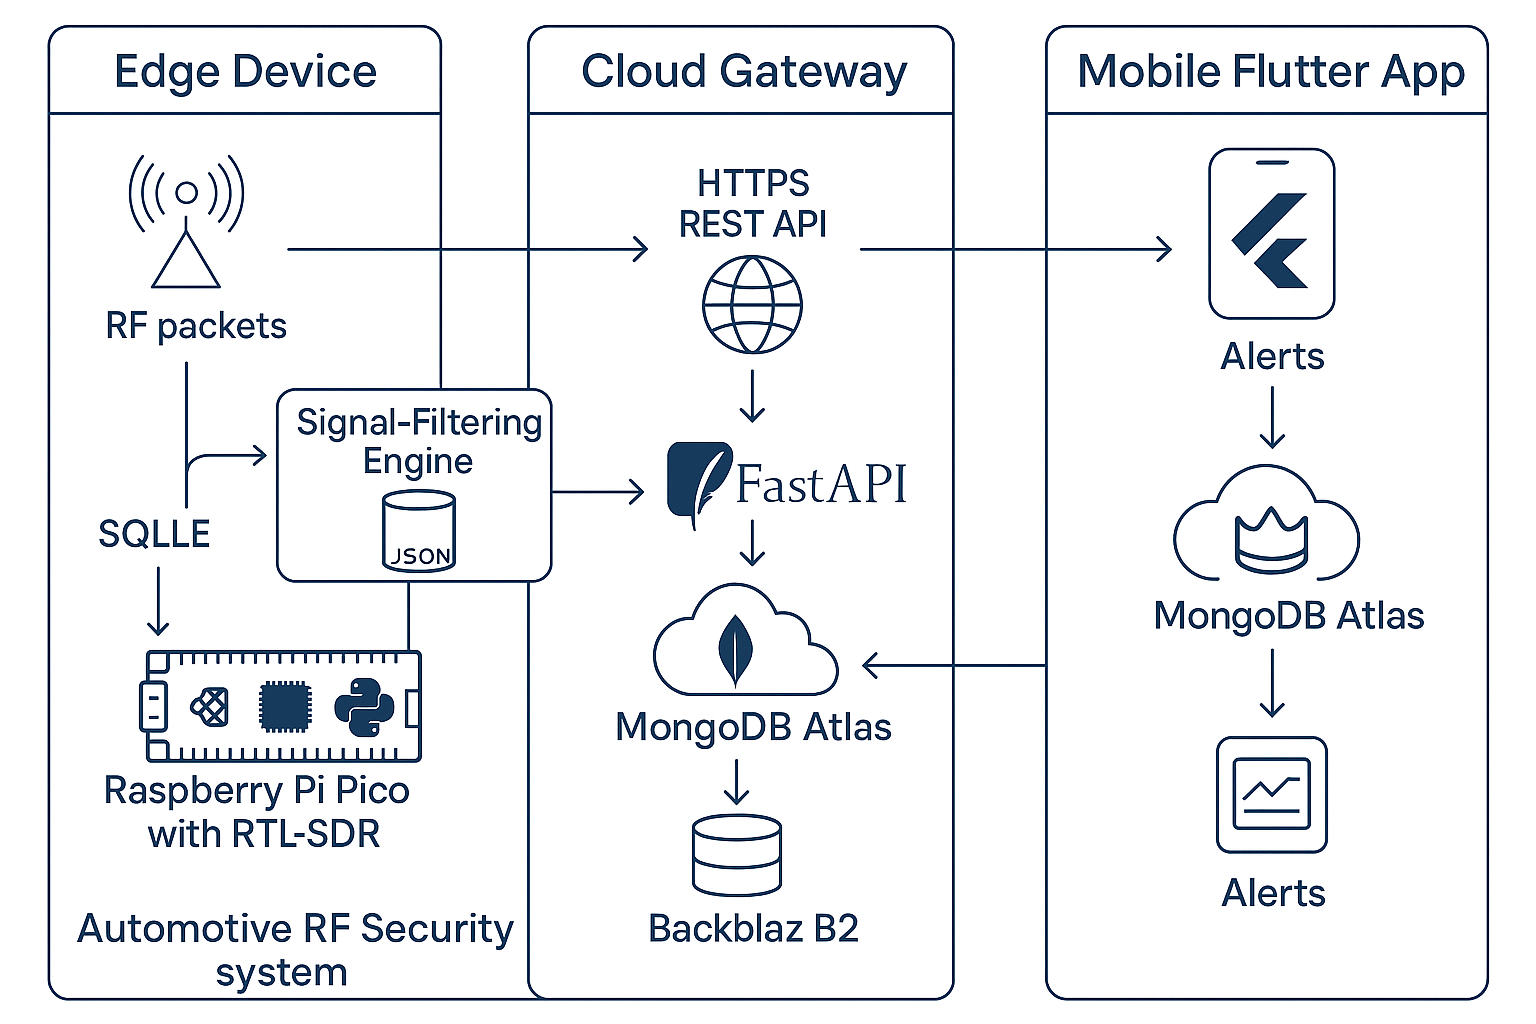 Edge Device
RF packets
SQLLE
Signal-Filtering
Engine
JSON
Raspberry Pi Pico
with RTL-SDR
Automotive RF Security
system
Cloud Gateway
HTTPS
REST API
FastAPI
MongoDB Atlas
Backblaz B2
Mobile Flutter App
Alerts
MongoDB Atlas
Alerts